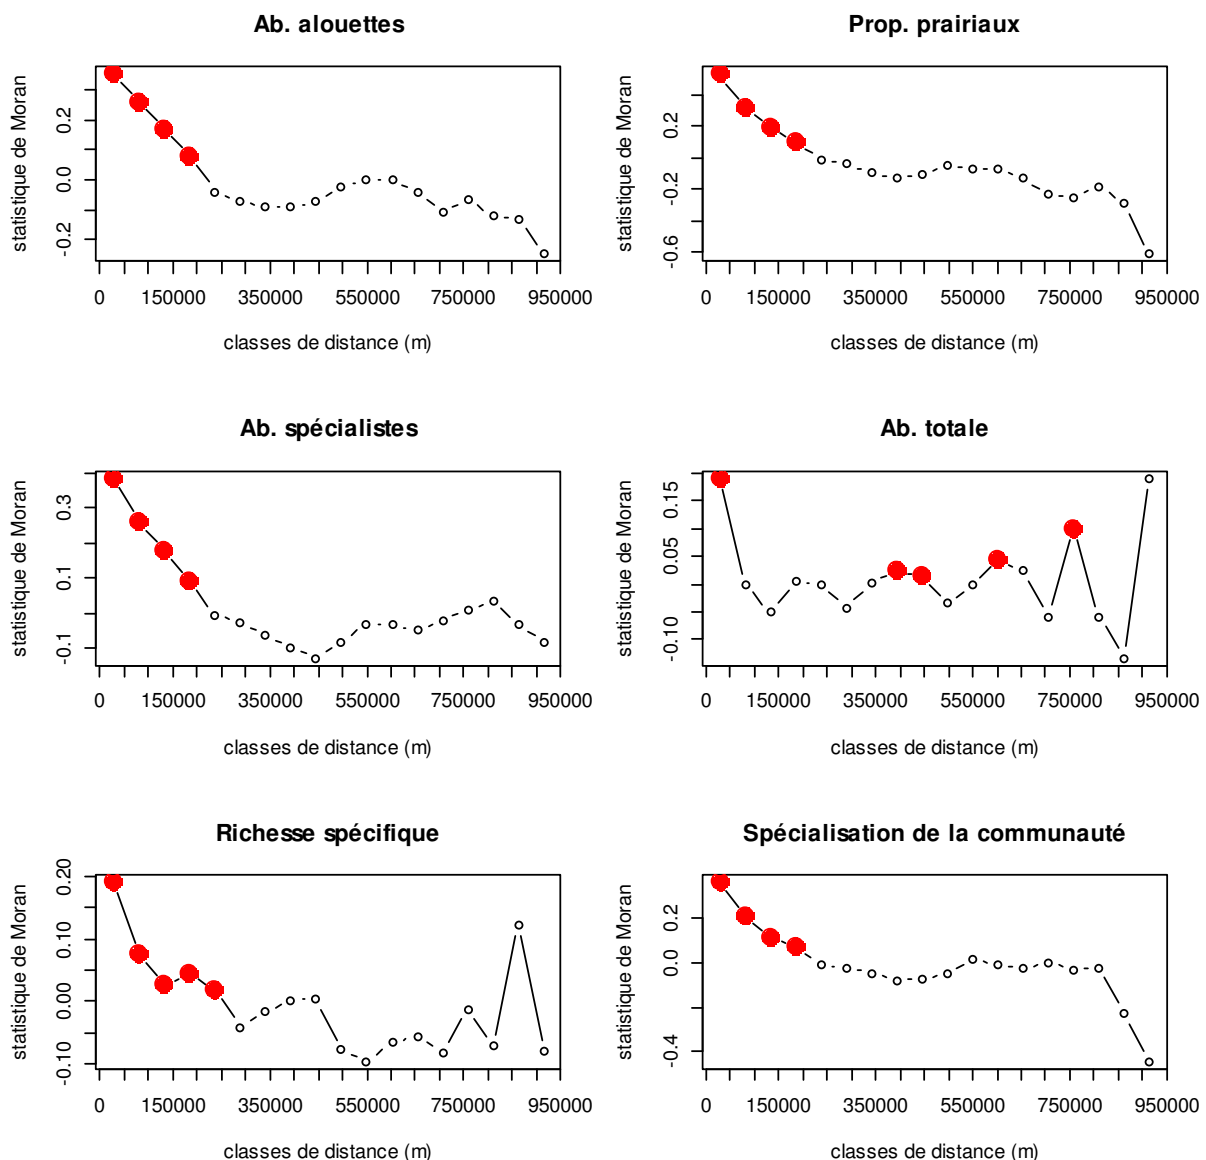 Ab. alouettes
statistique de Moran
-0.2 0.0 0.2
0 150000 350000 550000 750000 950000
classes de distance (m)
Prop. prairiaux
statistique de Moran
-0.6 -0.2 0.2
0 150000 350000 550000 750000 950000
classes de distance (m)
Ab. spécialistes
statistique de Moran
-0.1 0.1 0.3
0 150000 350000 550000 750000 950000
classes de distance (m)
Ab. totale
statistique de Moran
-0.10 0.05 0.15
0 150000 350000 550000 750000 950000
classes de distance (m)
Richesse spécifique
statistique de Moran
-0.10 0.00 0.10 0.20
0 150000 350000 550000 750000 950000
classes de distance (m)
Spécialisation de la communauté
statistique de Moran
-0.4 0.0 0.2
0 150000 350000 550000 750000 950000
classes de distance (m)